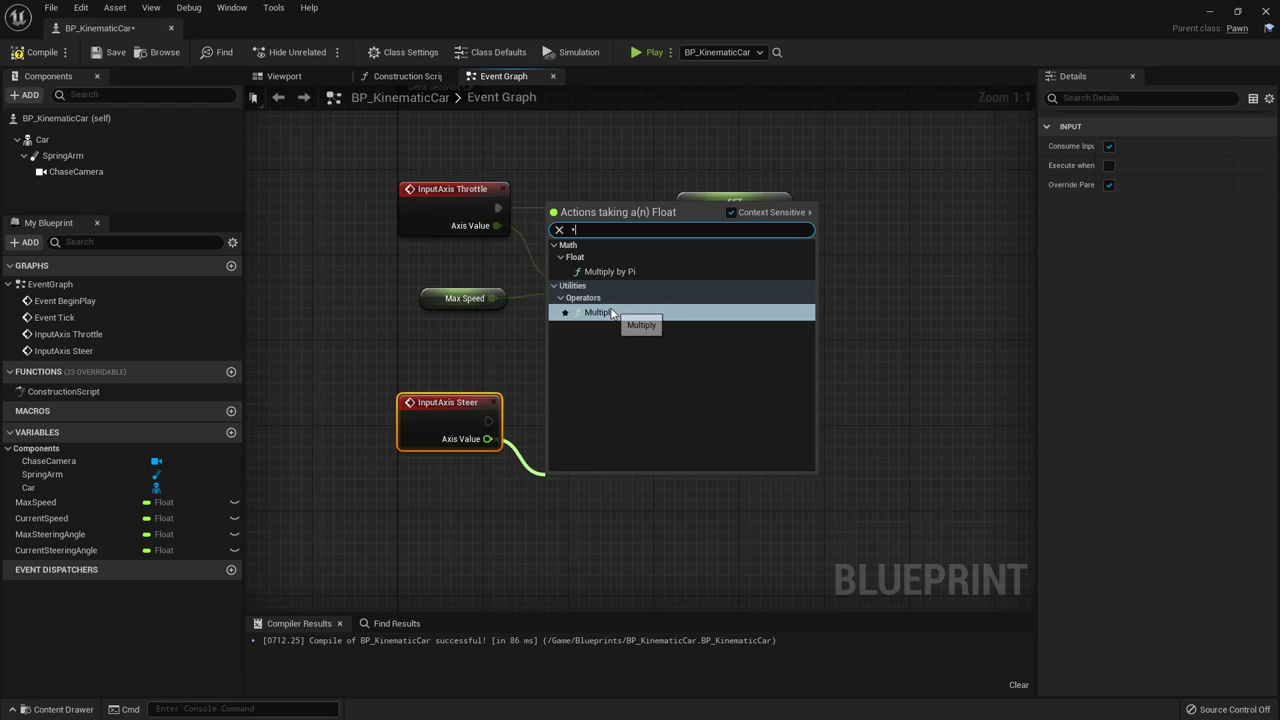 File Edit Asset View Debug Window Tools Help
BP_KinematicCar•
Parent class: Pawn
Compile Save Browse Find Hide Unrelated Class Settings Class Defaults Simulation Play BP_KinematicCar
Components
ADD Search
BP_KinematicCar (self)
Car
SpringArm
ChaseCamera
My Blueprint
ADD Search
GRAPHS
EventGraph
Event BeginPlay
Event Tick
InputAxis Throttle
InputAxis Steer
FUNCTIONS (23 OVERRIDABLE)
ConstructionScript
MACROS
VARIABLES
Components
ChaseCamera
SpringArm
Car
MaxSpeed Float
CurrentSpeed Float
MaxSteeringAngle Float
CurrentSteeringAngle Float
EVENT DISPATCHERS
Viewport Construction Scrip Event Graph
BP_KinematicCar > Event Graph Zoom 1:1
InputAxis Throttle
Axis Value
Max Speed
InputAxis Steer
Axis Value
Actions taking a(n) Float Context Sensitive
*
Math
Float
Multiply by Pi
Utilities
Operators
Multiply
Multiply
BLUEPRINT
Compiler Results Find Results
• [0712.25] Compile of BP_KinematicCar successful! [in 86 ms] (/Game/Blueprints/BP_KinematicCar.BP_KinematicCar)
Clear
Details
Search Details
INPUT
Consume Inpu
Execute when
Override Pare
Content Drawer Cmd Enter Console Command Source Control Off